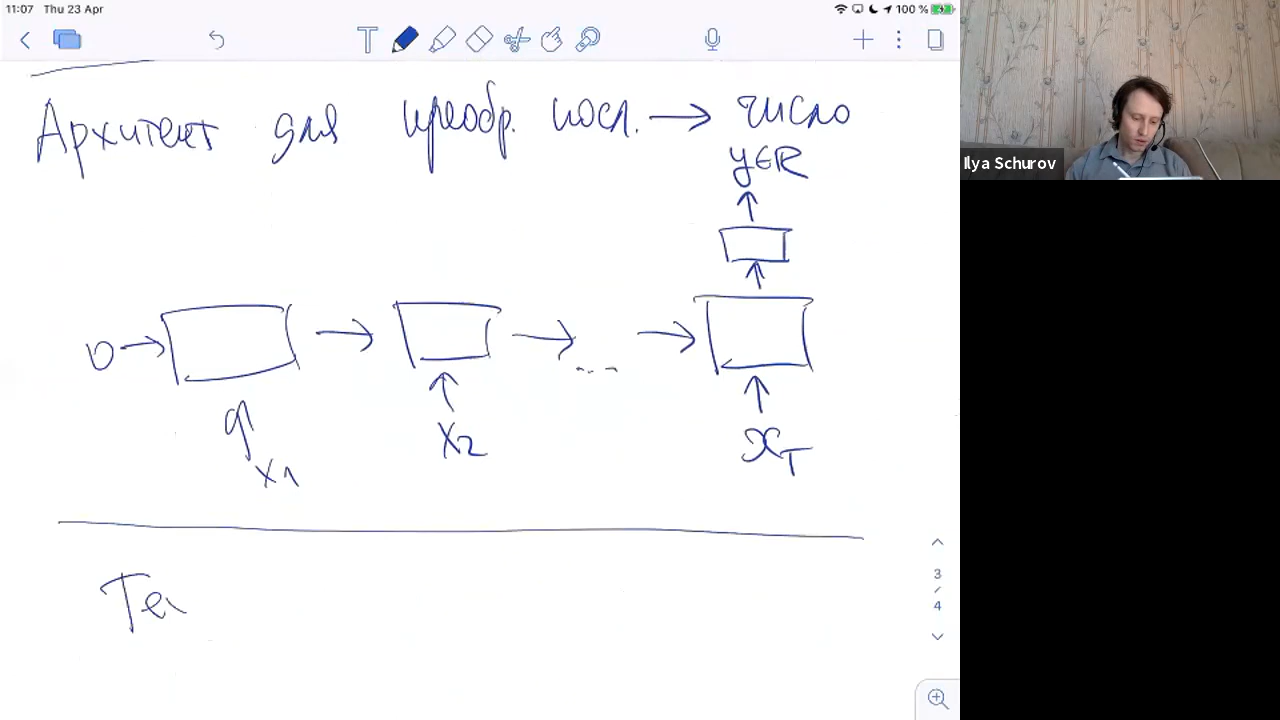 11:07 Thu 23 Apr 100 %
Архитект для преобр. посл. → число
y∈R
0
x1
x2
...
xT
Те
3
/
4
Ilya Schurov